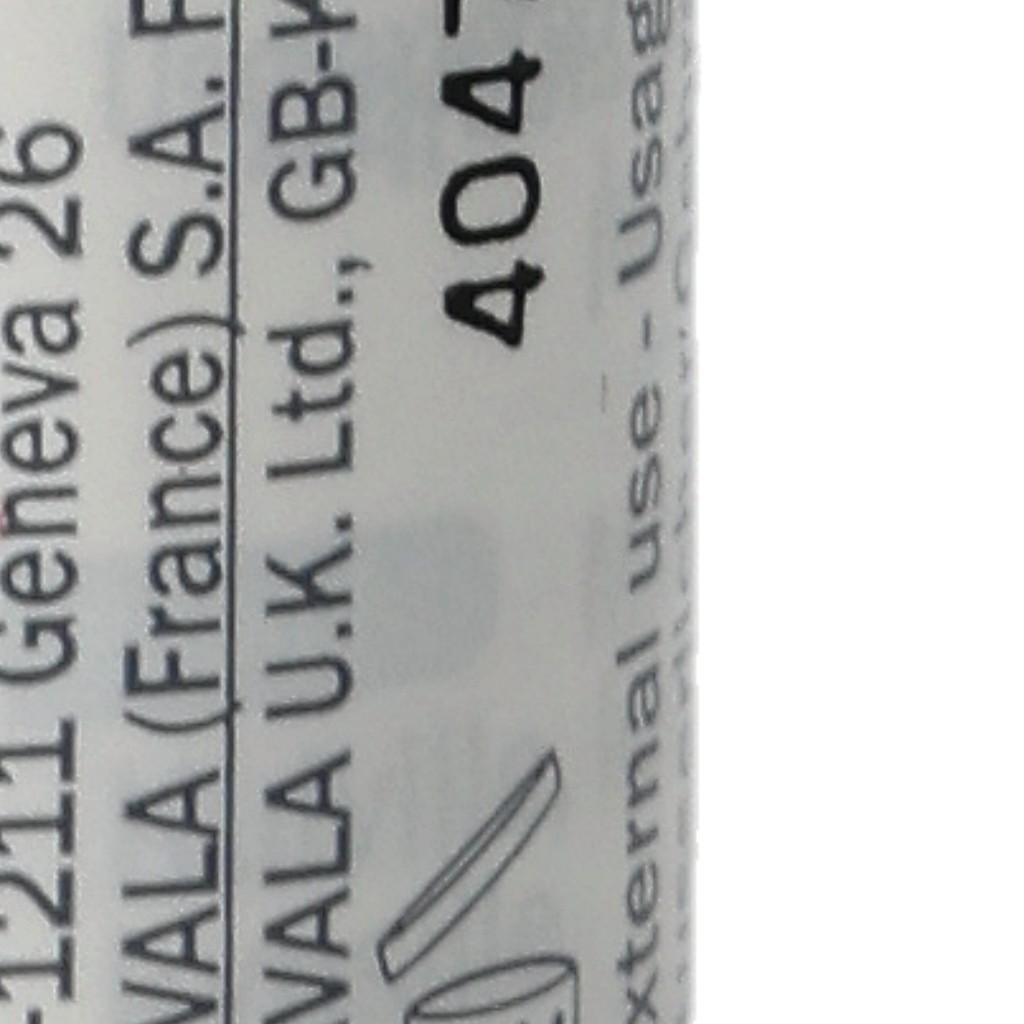 -1211 Geneva 26
VALA (France) S.A. F
VALA U.K. Ltd., GB-K
404
xternal use - Usag